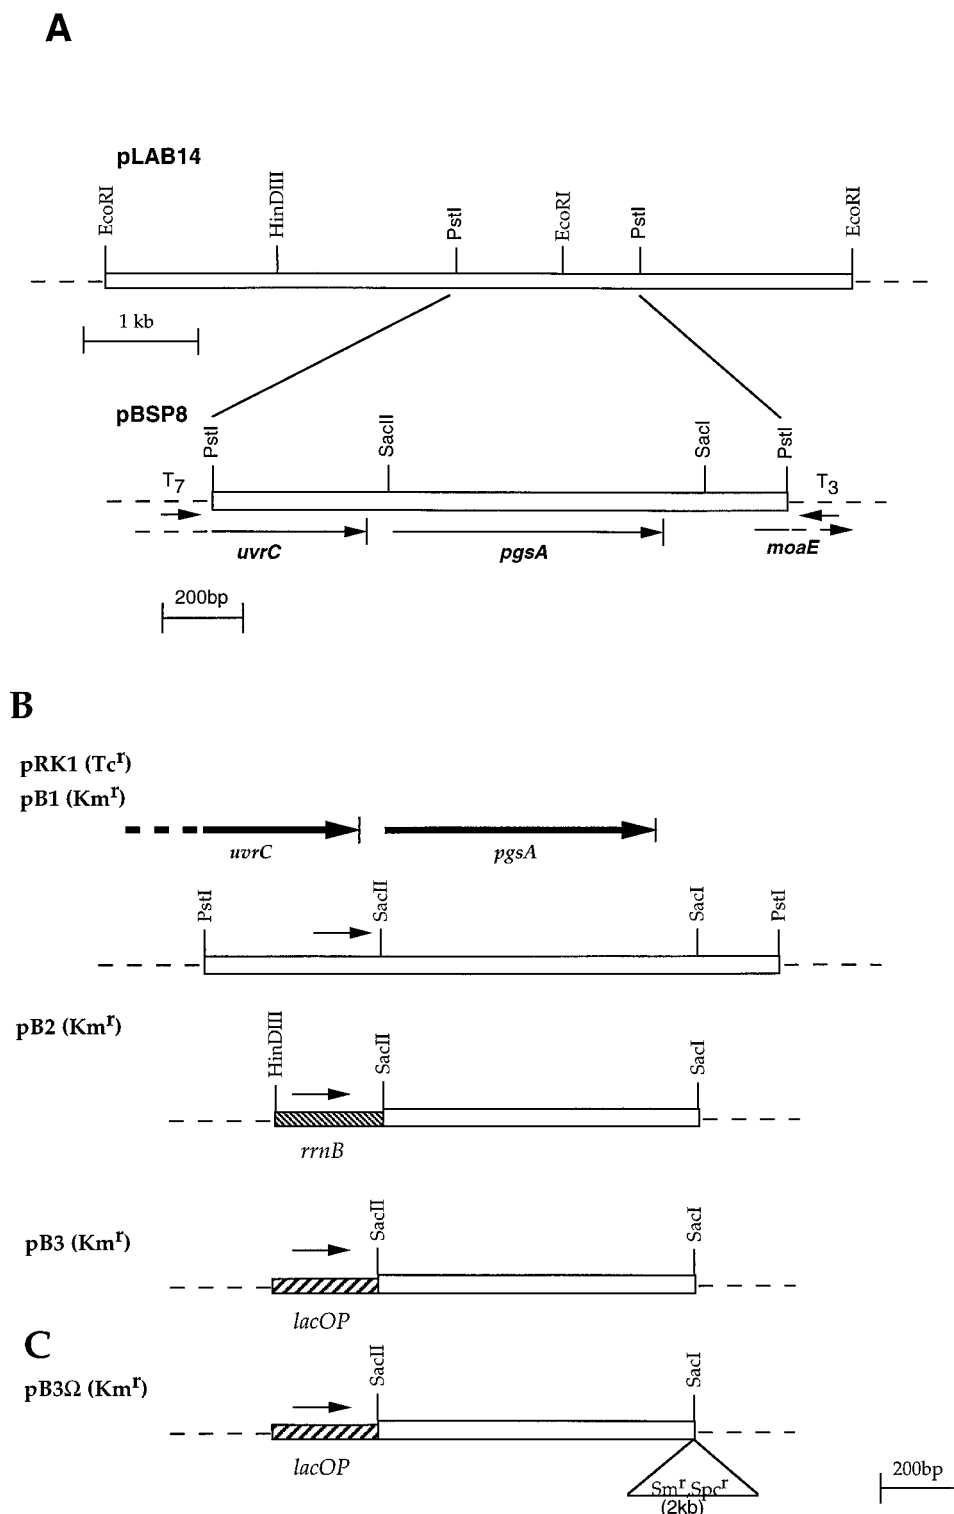 A
pLAB14
EcoRI HinDIII PstI EcoRI PstI EcoRI
1 kb
pBSP8
PstI SacII SacI PstI
T7 T3
uvrC pgsA moaE
200bp
B
pRK1 (Tcr)
pB1 (Kmr)
uvrC pgsA
PstI SacII SacI PstI
pB2 (Kmr)
HinDIII SacII SacI
rrnB
pB3 (Kmr)
SacII SacI
lacOP
C
pB3Ω (Kmr)
SacII SacI
lacOP
Smr,Spcr
(2kb)
200bp